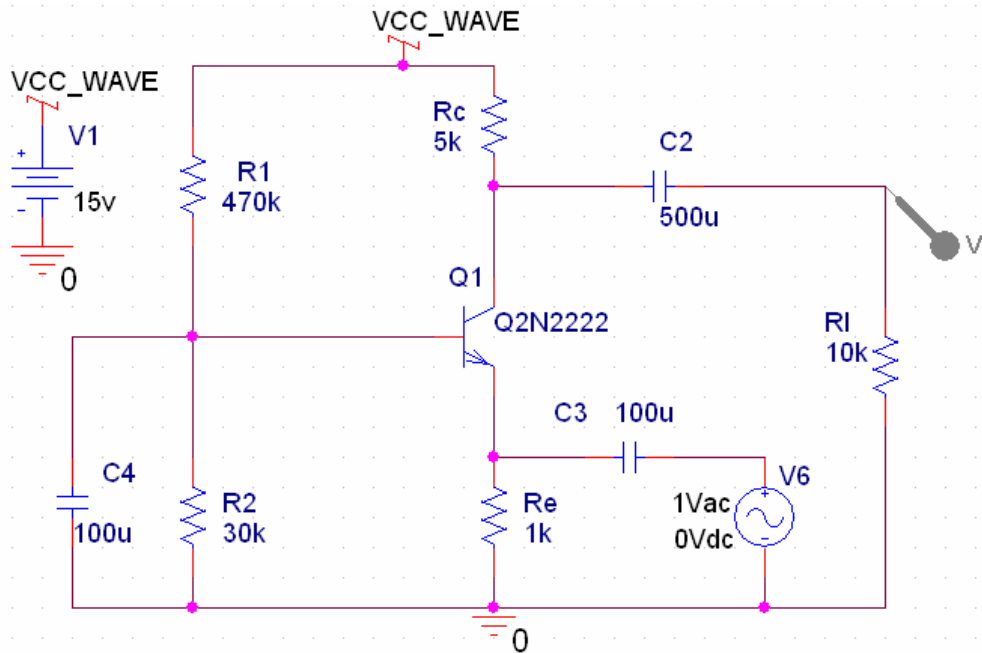 VCC_WAVE
VCC_WAVE
V1
+
-
15v
0
Rc
5k
R1
470k
C2
500u
V
Q1
Q2N2222
Rl
10k
C3 100u
C4
100u
R2
30k
Re
1k
V6
1Vac
0Vdc
+
-
0